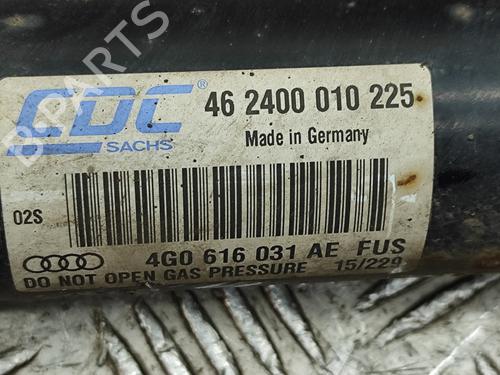 CDC® 46 2400 010 225
SACHS Made in Germany
02S
4G0 616 031 AE FUS
DO NOT OPEN GAS PRESSURE 15/229
B-PARTS